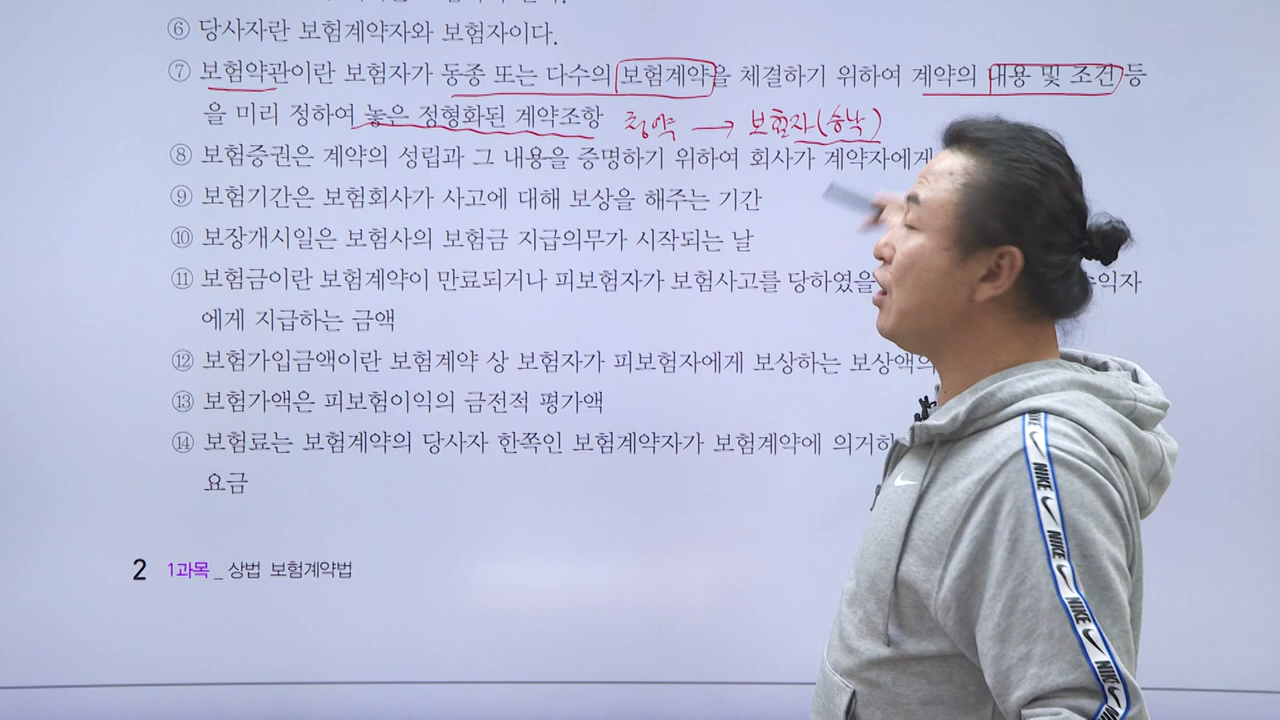 ⑥ 당사자란 보험계약자와 보험자이다.
⑦ 보험약관이란 보험자가 동종 또는 다수의 보험계약을 체결하기 위하여 계약의 내용 및 조건 등
을 미리 정하여 놓은 정형화된 계약조항 청약 → 보험자(승낙)
⑧ 보험증권은 계약의 성립과 그 내용을 증명하기 위하여 회사가 계약자에게
⑨ 보험기간은 보험회사가 사고에 대해 보상을 해주는 기간
⑩ 보장개시일은 보험사의 보험금 지급의무가 시작되는 날
⑪ 보험금이란 보험계약이 만료되거나 피보험자가 보험사고를 당하였을 수익자
에게 지급하는 금액
⑫ 보험가입금액이란 보험계약 상 보험자가 피보험자에게 보상하는 보상액의
⑬ 보험가액은 피보험이익의 금전적 평가액
⑭ 보험료는 보험계약의 당사자 한쪽인 보험계약자가 보험계약에 의거하
요금
2 1과목 _ 상법 보험계약법
NIKE
NIKE
NIKE
NIKE